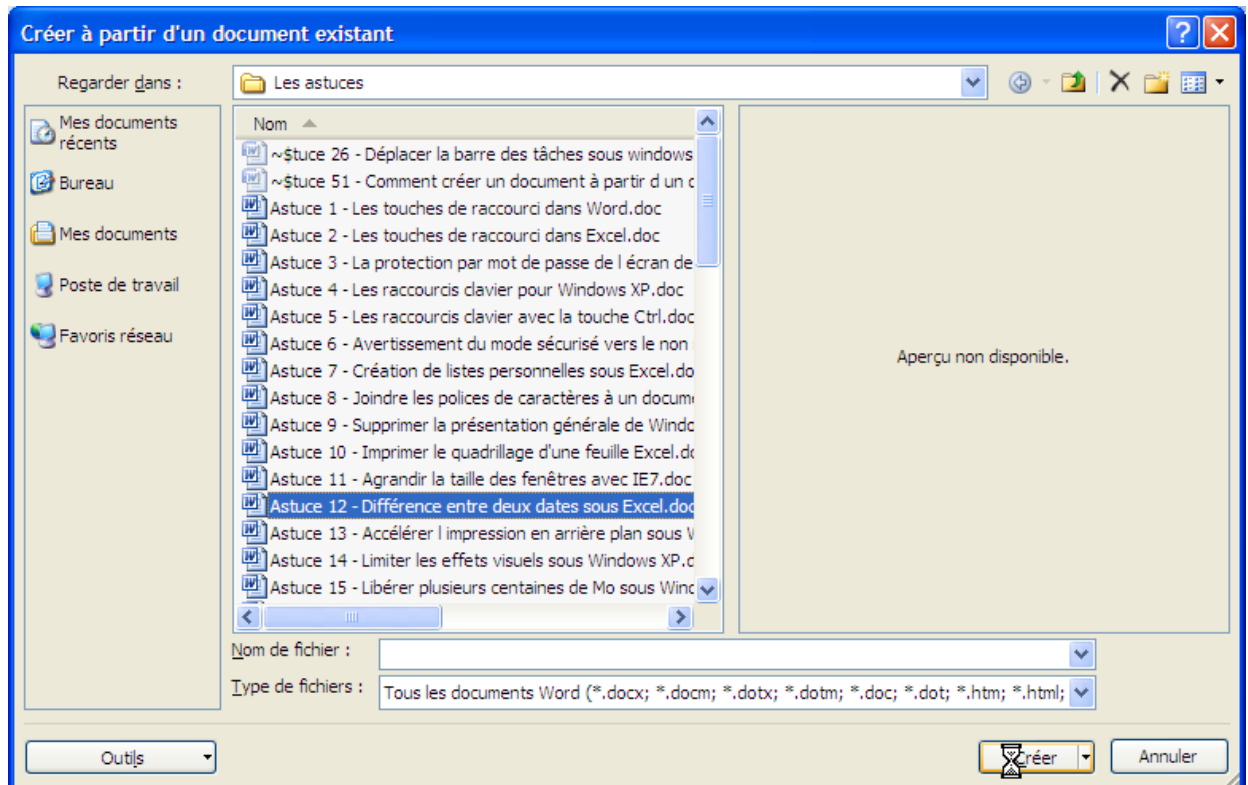 Créer à partir d'un document existant
Regarder dans :
Les astuces
Mes documents
récents
Bureau
Mes documents
Poste de travail
Favoris réseau
Nom
~$tuce 26 - Déplacer la barre des tâches sous windows
~$tuce 51 - Comment créer un document à partir d un
Astuce 1 - Les touches de raccourci dans Word.doc
Astuce 2 - Les touches de raccourci dans Excel.doc
Astuce 3 - La protection par mot de passe de l écran de
Astuce 4 - Les raccourcis clavier pour Windows XP.doc
Astuce 5 - Les raccourcis clavier avec la touche Ctrl.doc
Astuce 6 - Avertissement du mode sécurisé vers le non
Astuce 7 - Création de listes personnelles sous Excel.do
Astuce 8 - Joindre les polices de caractères à un docum
Astuce 9 - Supprimer la présentation générale de Windo
Astuce 10 - Imprimer le quadrillage d'une feuille Excel.do
Astuce 11 - Agrandir la taille des fenêtres avec IE7.doc
Astuce 12 - Différence entre deux dates sous Excel.doc
Astuce 13 - Accélérer l impression en arrière plan sous
Astuce 14 - Limiter les effets visuels sous Windows XP.d
Astuce 15 - Libérer plusieurs centaines de Mo sous Wind
Aperçu non disponible.
Nom de fichier :
Type de fichiers :
Tous les documents Word (*.docx; *.docm; *.dotx; *.dotm; *.doc; *.dot; *.htm; *.html;
Outils
Créer
Annuler